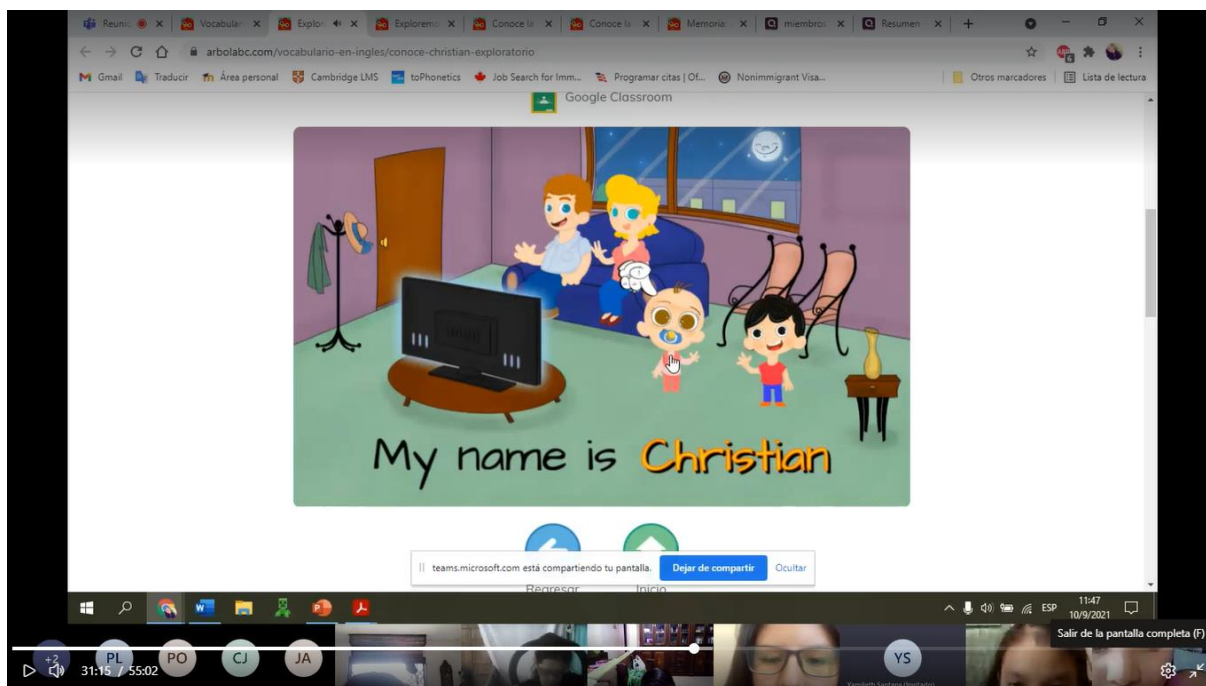 Reunic
Vocabular
Explor
Exploremo
Conoce la
Conoce la
Memoria
miembros
Resumen
arbolabc.com/vocabulario-en-ingles/conoce-christian-exploratorio
Gmail Traducir Área personal Cambridge LMS toPhonetics Job Search for Imm... Programar citas | Of... Nonimmigrant Visa... Otros marcadores Lista de lectura
Google Classroom
My name is Christian
teams.microsoft.com está compartiendo tu pantalla. Dejar de compartir Ocultar
Regresar Inicio
ESP 11:47
10/9/2021
Salir de la pantalla completa (F)
+2 PL PO CJ JA YS
31:15 / 55:02
Yamileth Santana (Invitado)